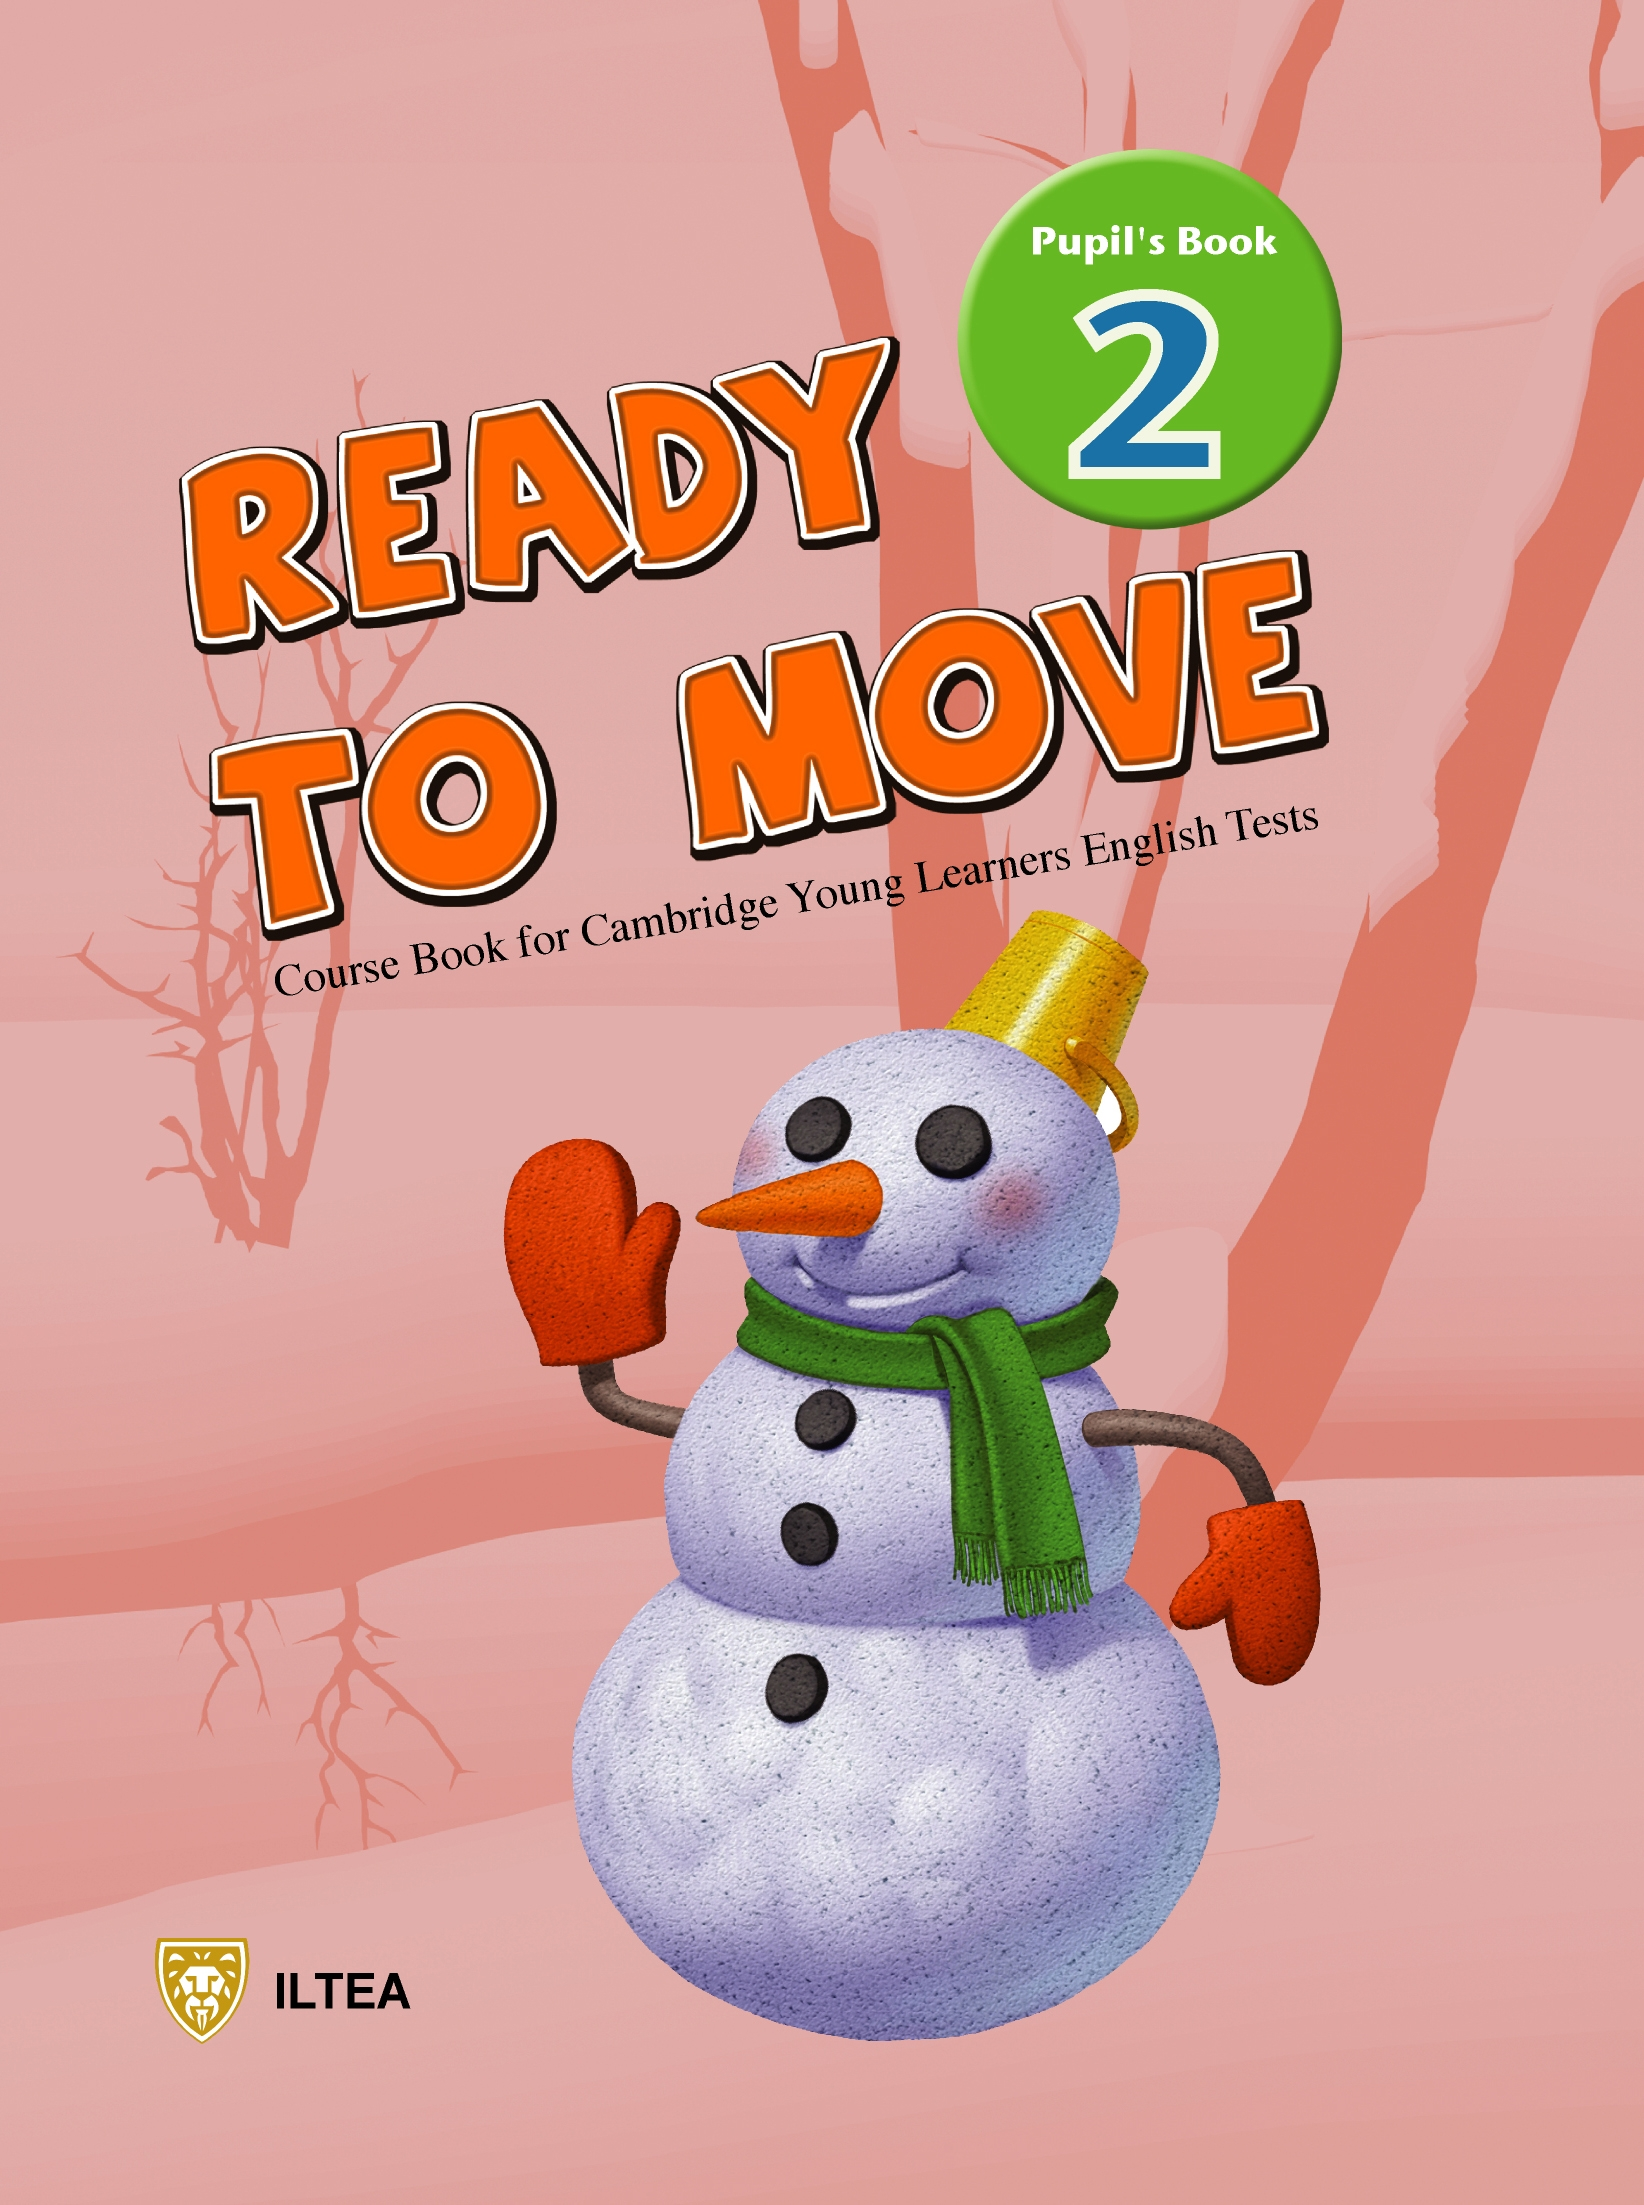 Pupil's Book
2
READY
TO MOVE
Course Book for Cambridge Young Learners English Tests
ILTEA